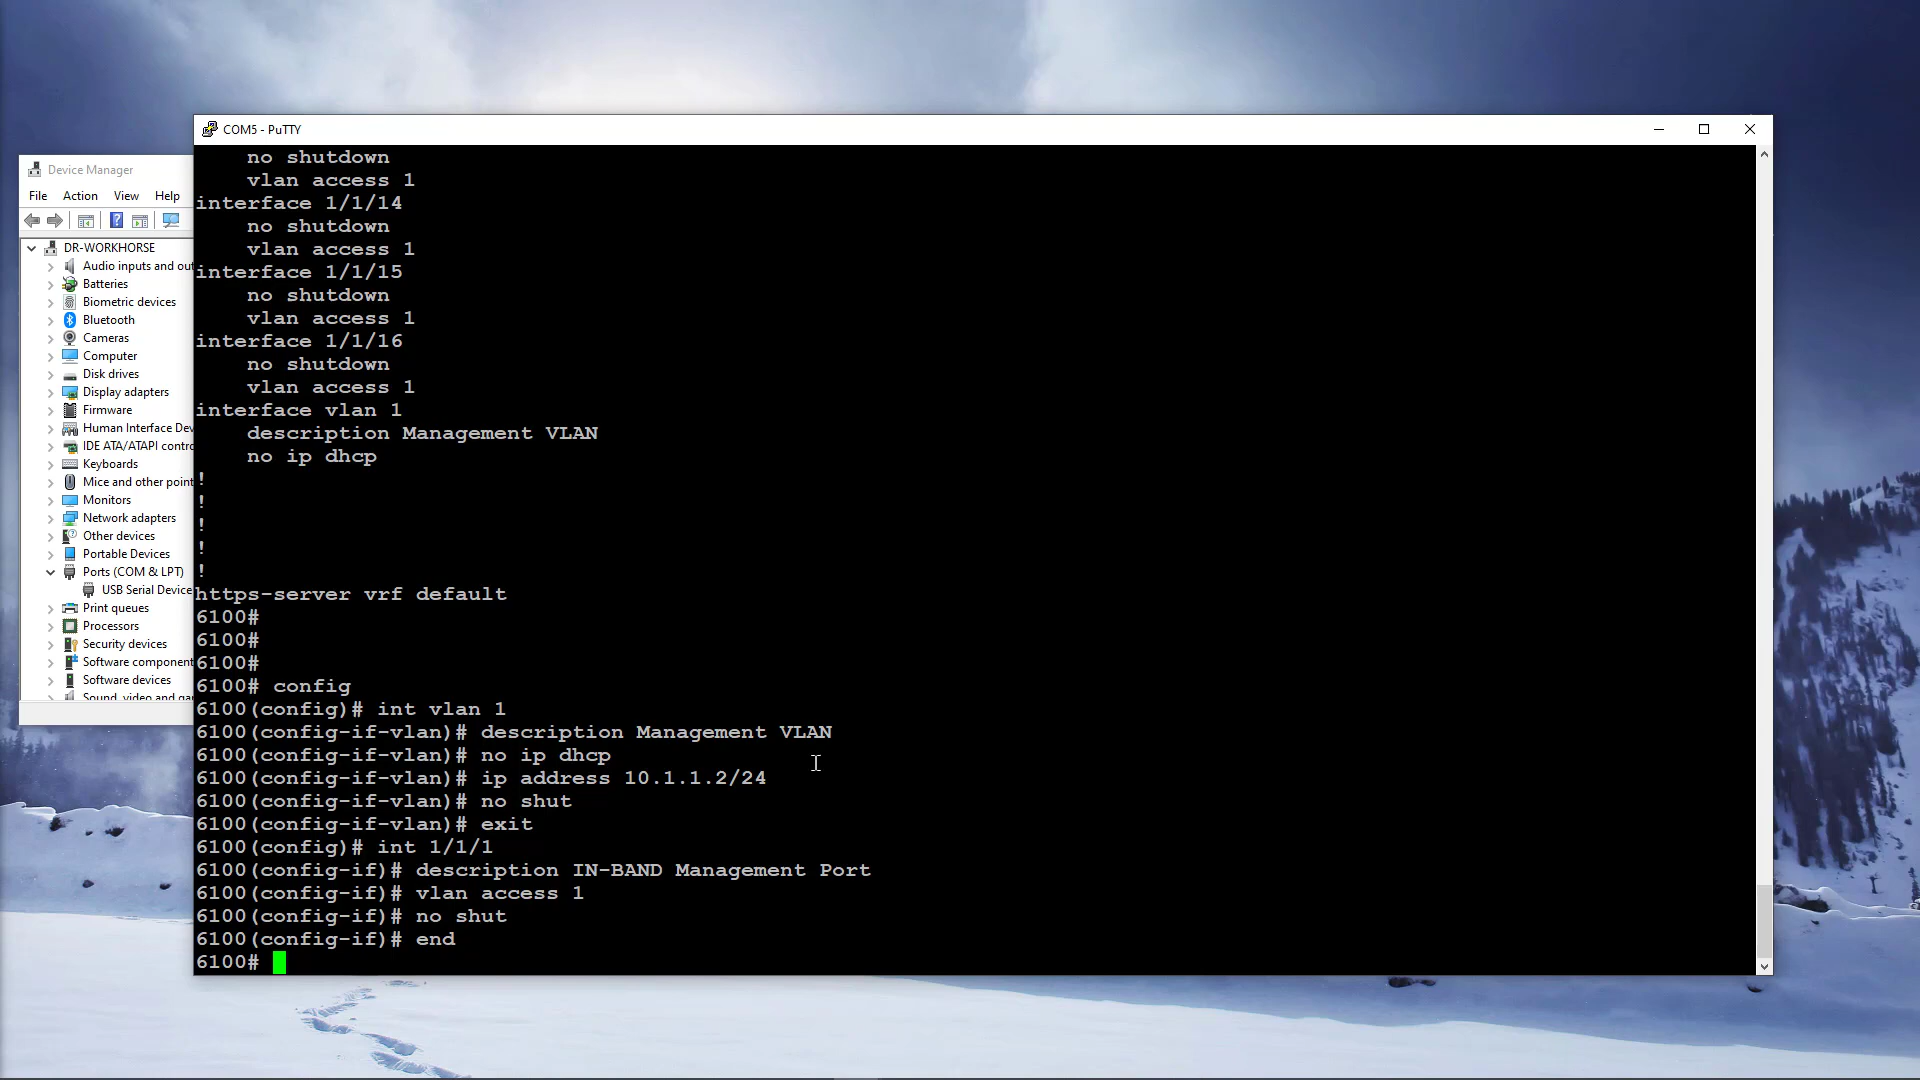 COM5 - PuTTY
Device Manager
File Action View Help
DR-WORKHORSE
Audio inputs and out
Batteries
Biometric devices
Bluetooth
Cameras
Computer
Disk drives
Display adapters
Firmware
Human Interface Dev
IDE ATA/ATAPI contro
Keyboards
Mice and other point
Monitors
Network adapters
Other devices
Portable Devices
Ports (COM & LPT)
USB Serial Device
Print queues
Processors
Security devices
Software component
Software devices
Sound, video and gam
no shutdown
vlan access 1
interface 1/1/14
no shutdown
vlan access 1
interface 1/1/15
no shutdown
vlan access 1
interface 1/1/16
no shutdown
vlan access 1
interface vlan 1
description Management VLAN
no ip dhcp
!
!
!
!
!
https-server vrf default
6100#
6100#
6100#
6100# config
6100(config)# int vlan 1
6100(config-if-vlan)# description Management VLAN
6100(config-if-vlan)# no ip dhcp
6100(config-if-vlan)# ip address 10.1.1.2/24
6100(config-if-vlan)# no shut
6100(config-if-vlan)# exit
6100(config)# int 1/1/1
6100(config-if)# description IN-BAND Management Port
6100(config-if)# vlan access 1
6100(config-if)# no shut
6100(config-if)# end
6100#